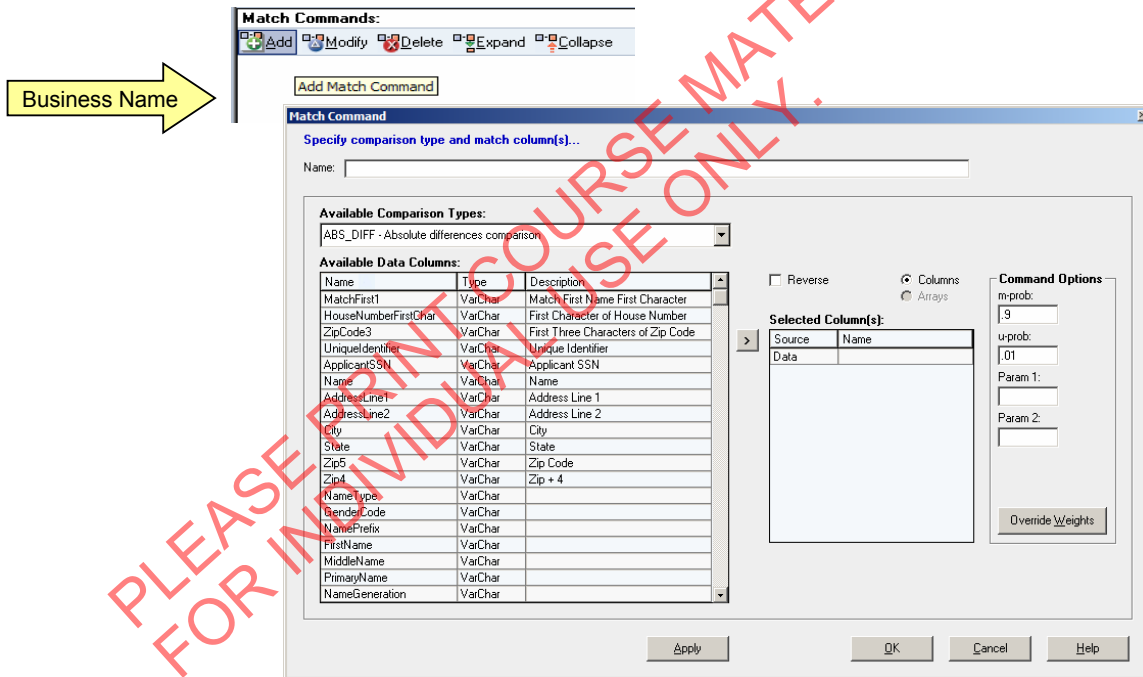 Match Commands:
Add Modify Delete Expand Collapse
Add Match Command
Business Name
Match Command
Specify comparison type and match column(s)...
Name:
Available Comparison Types:
ABS_DIFF - Absolute differences comparison
Available Data Columns:
Name Type Description
MatchFirst1 VarChar Match First Name First Character
HouseNumberFirstChar VarChar First Character of House Number
ZipCode3 VarChar First Three Characters of Zip Code
UniqueIdentifier VarChar Unique Identifier
ApplicantSSN VarChar Applicant SSN
Name VarChar Name
AddressLine1 VarChar Address Line 1
AddressLine2 VarChar Address Line 2
City VarChar City
State VarChar State
Zip5 VarChar Zip Code
Zip4 VarChar Zip + 4
NameType VarChar
GenderCode VarChar
NamePrefix VarChar
FirstName VarChar
MiddleName VarChar
PrimaryName VarChar
NameGeneration VarChar
>
Reverse
Columns
Arrays
Selected Column(s):
Source Name
Data
Command Options
m-prob:
.9
u-prob:
.01
Param 1:
Param 2:
Override Weights
Apply OK Cancel Help
PLEASE PRINT COURSE MATE
FOR INDIVIDUAL USE ONLY.